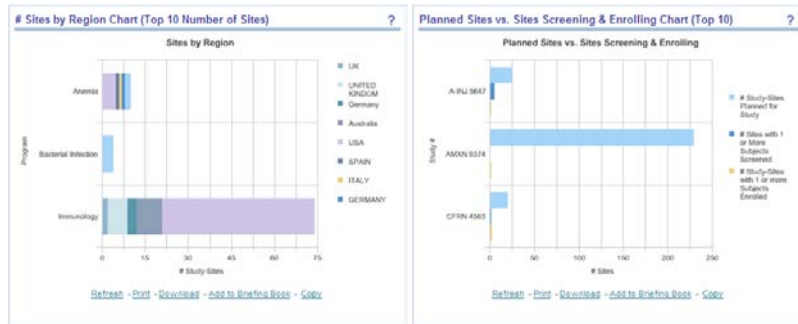 # Sites by Region Chart (Top 10 Number of Sites)
?
Sites by Region
Program
Anemia
Bacterial Infection
Immunology
0
15
30
45
60
75
# Study-Sites
UK
UNITED
KINGDOM
Germany
Australia
USA
SPAIN
ITALY
GERMANY
Refresh - Print - Download - Add to Briefing Book - Copy
Planned Sites vs. Sites Screening & Enrolling Chart (Top 10)
?
Planned Sites vs. Sites Screening & Enrolling
Study #
A-INJ 5647
AMXN 9374
CFRN 4563
0
50
100
150
200
250
# Sites
# Study-Sites
Planned for
Study
# Sites with 1
or More
Subjects
Screened
# Study-Sites
with 1 or more
Subjects
Enrolled
Refresh - Print - Download - Add to Briefing Book - Copy